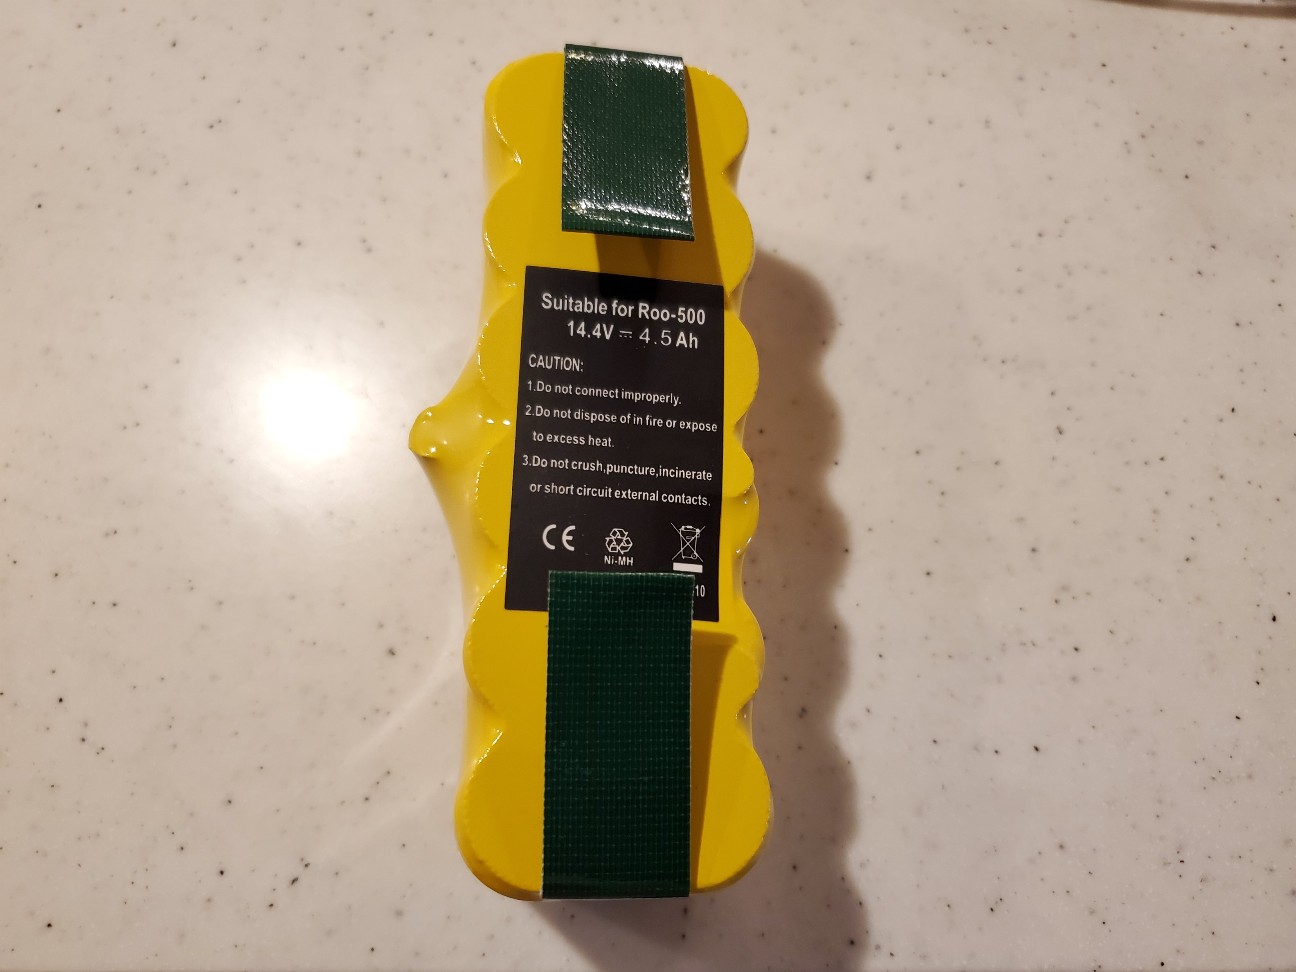 Suitable for Roo-500
14.4V ⎓ 4.5Ah
CAUTION:
1.Do not connect improperly.
2.Do not dispose of in fire or expose
to excess heat.
3.Do not crush,puncture,incinerate
or short circuit external contacts.
CE
Ni-MH
10